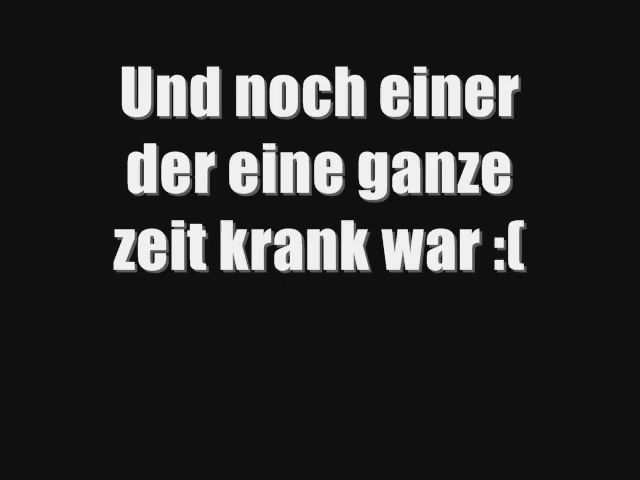 Und noch einer
der eine ganze
zeit krank war :(